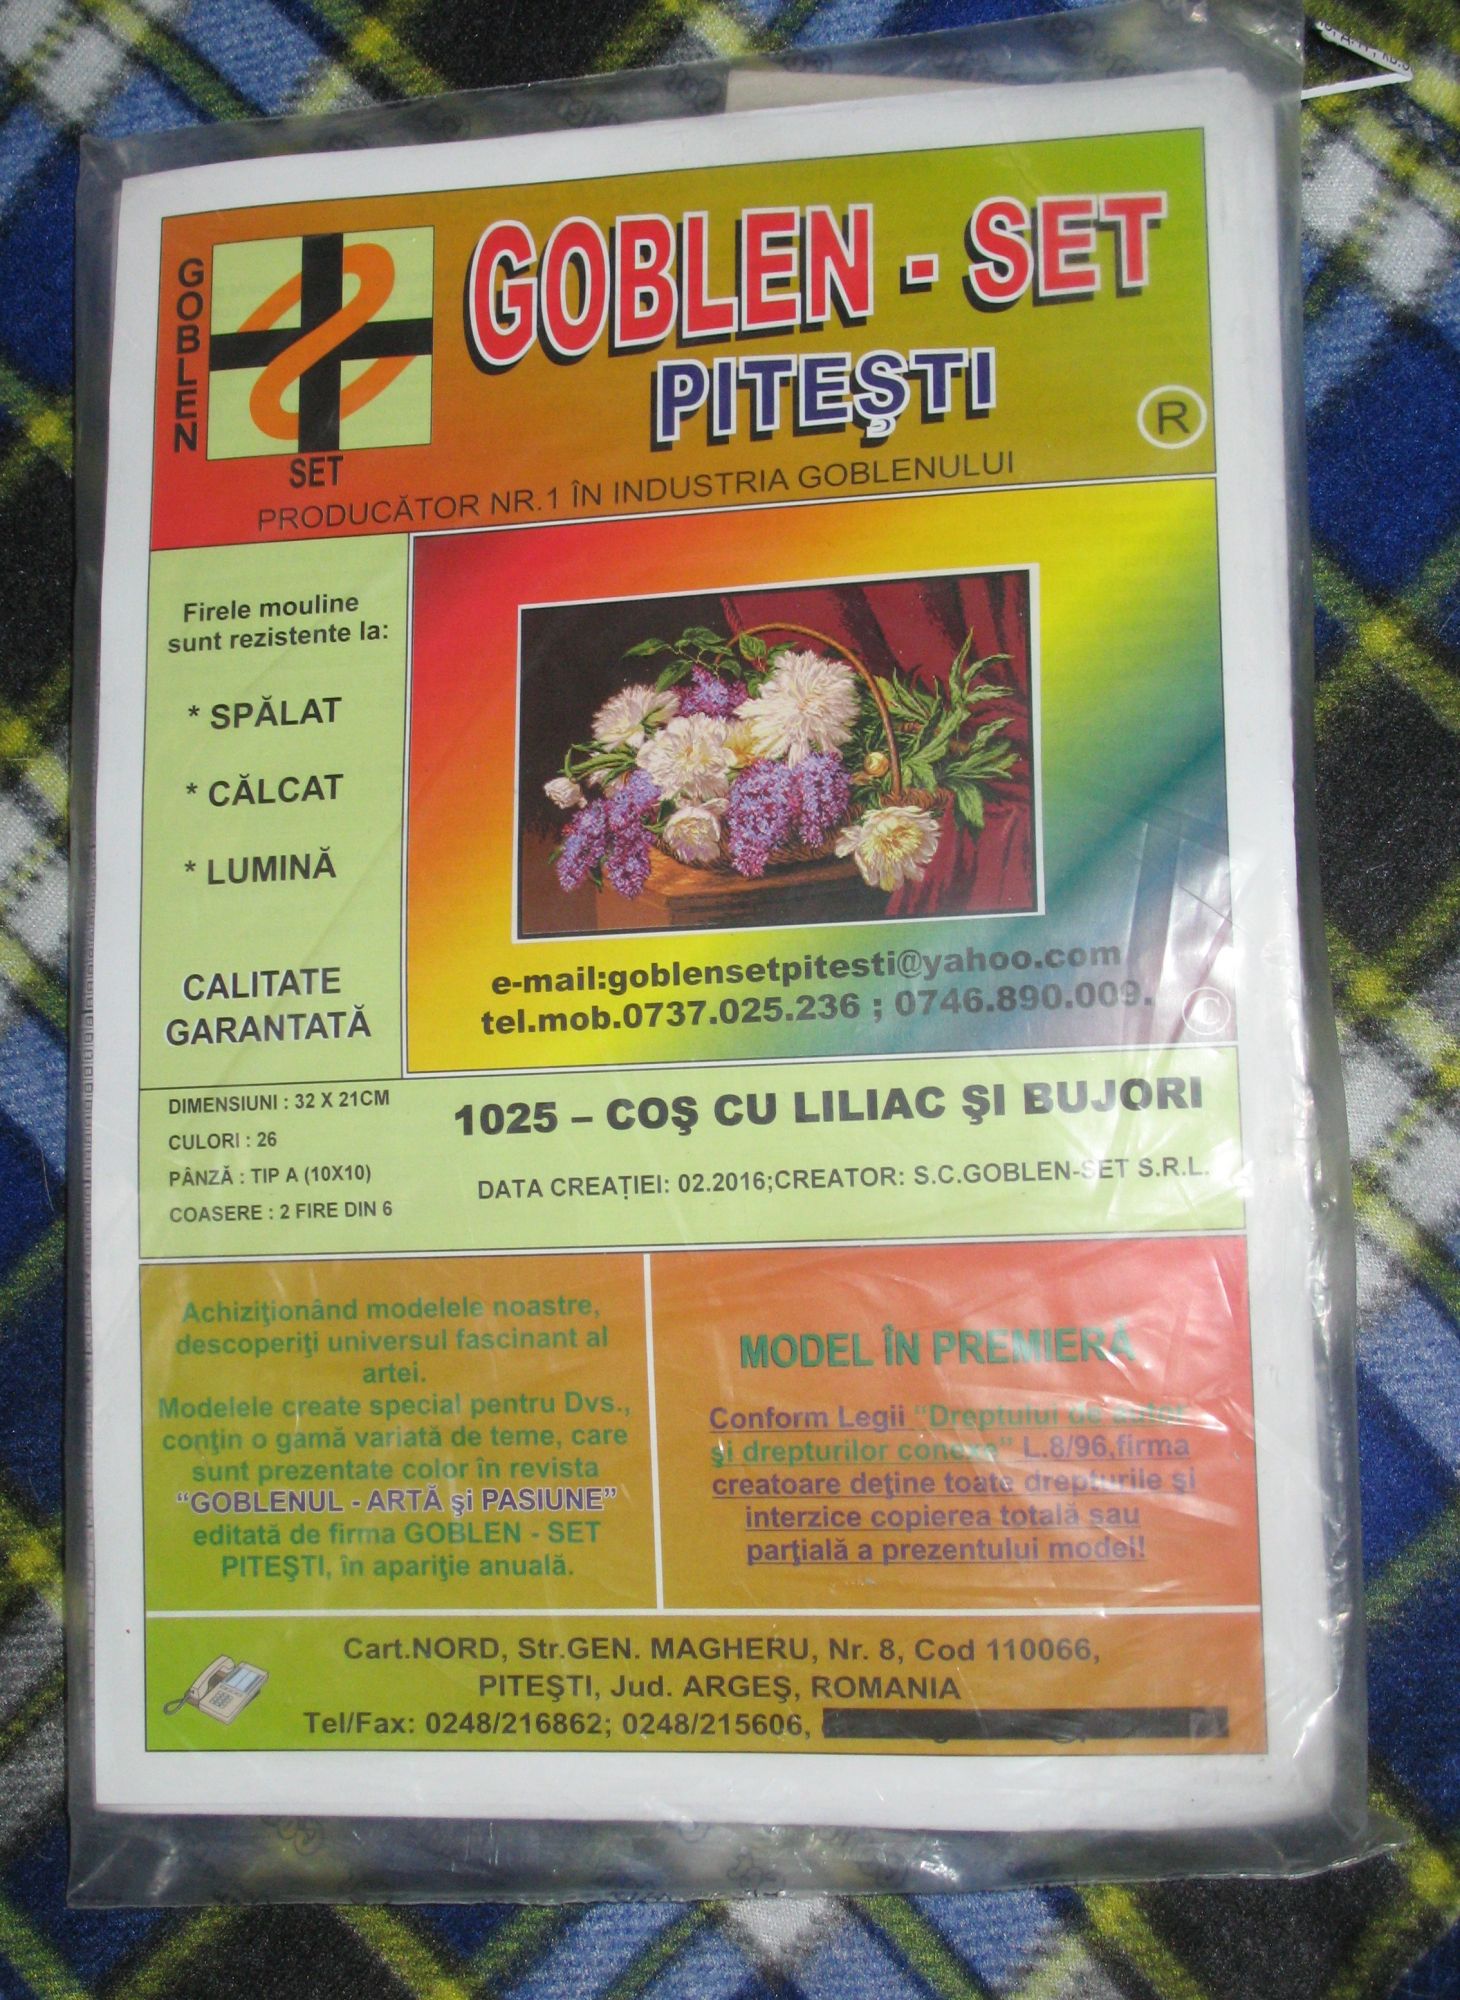 GOBLEN
SET
GOBLEN - SET
PITEŞTI
R
PRODUCĂTOR NR.1 ÎN INDUSTRIA GOBLENULUI
Firele mouline
sunt rezistente la:
* SPĂLAT
* CĂLCAT
* LUMINĂ
CALITATE
GARANTATĂ
e-mail:goblensetpitesti@yahoo.com
tel.mob.0737.025.236 ; 0746.890.009.
C
DIMENSIUNI : 32 X 21CM
CULORI : 26
PÂNZĂ : TIP A (10X10)
COASERE : 2 FIRE DIN 6
1025 – COŞ CU LILIAC ŞI BUJORI
DATA CREAȚIEI: 02.2016;CREATOR: S.C.GOBLEN-SET S.R.L.
Achiziţionând modelele noastre,
descoperiţi universul fascinant al
artei.
Modelele create special pentru Dvs.,
conţin o gamă variată de teme, care
sunt prezentate color în revista
“GOBLENUL - ARTĂ şi PASIUNE”
editată de firma GOBLEN - SET
PITEŞTI, în apariţie anuală.
MODEL ÎN PREMIERĂ
Conform Legii “Dreptului de autor
şi drepturilor conexe” L.8/96,firma
creatoare deţine toate drepturile şi
interzice copierea totală sau
parţială a prezentului model!
Cart.NORD, Str.GEN. MAGHERU, Nr. 8, Cod 110066,
PITEŞTI, Jud. ARGEŞ, ROMANIA
Tel/Fax: 0248/216862; 0248/215606,